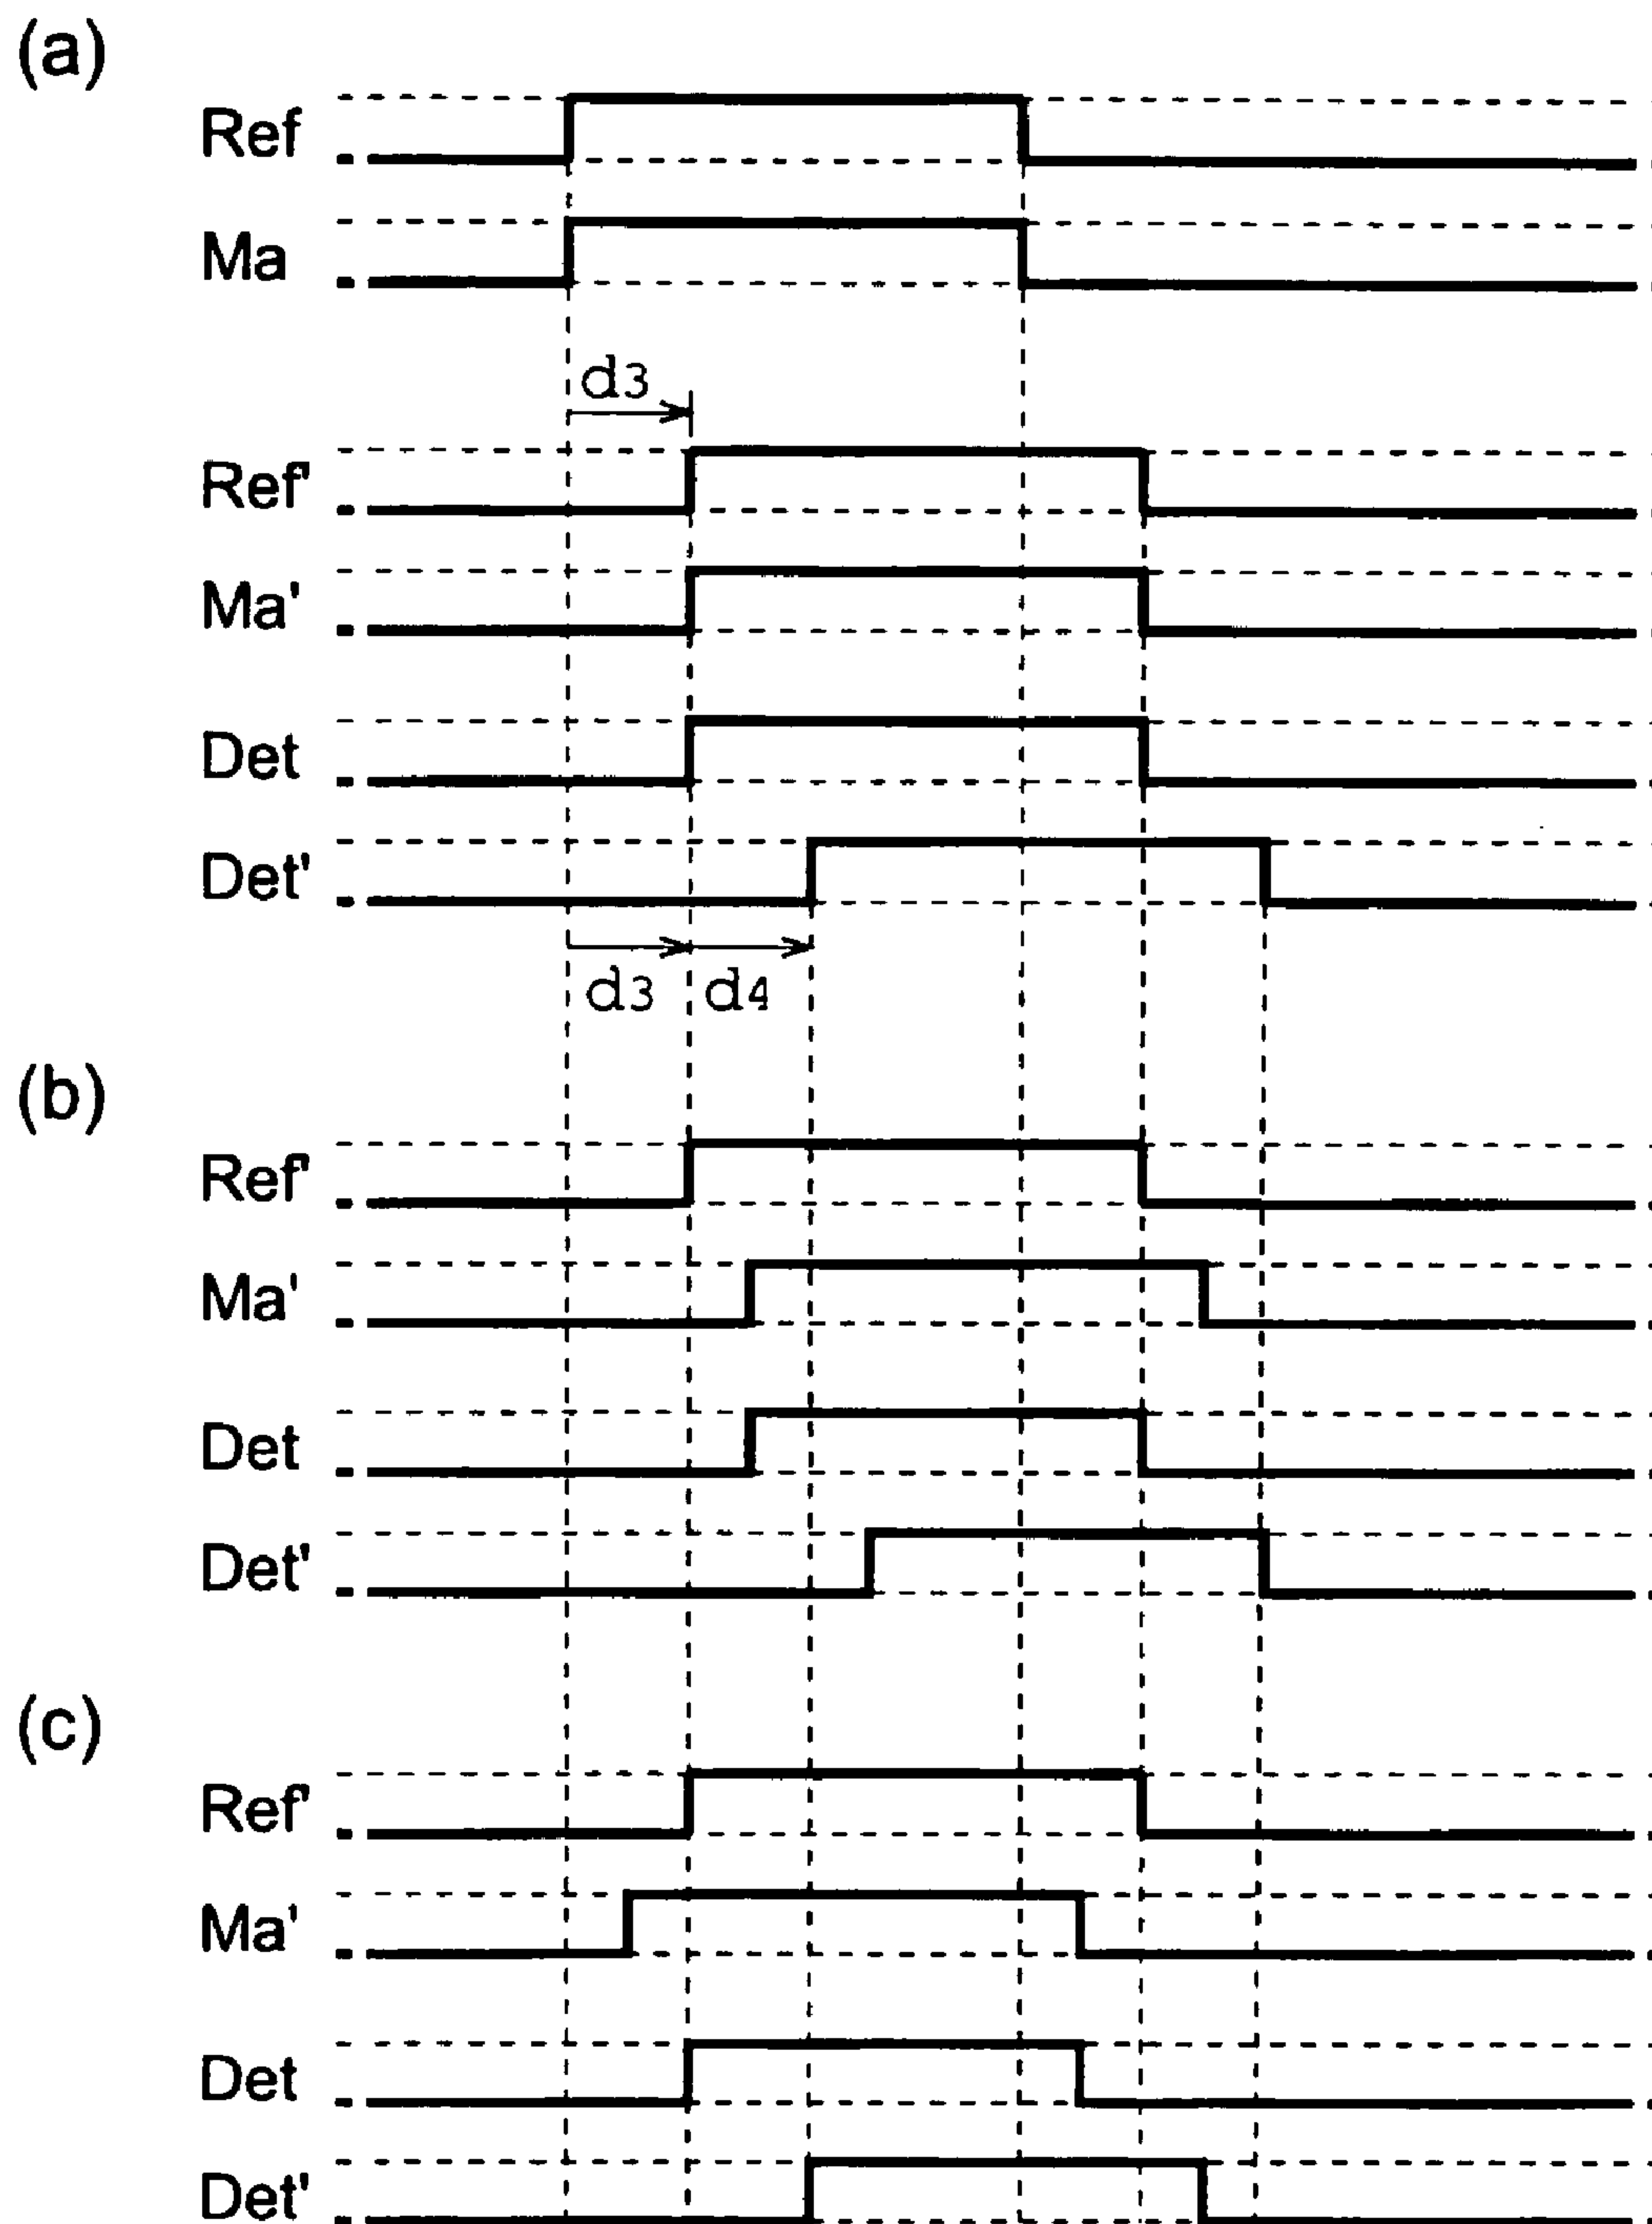 (a)
Ref
Ma
d3
Ref'
Ma'
Det
Det'
d3 d4
(b)
Ref'
Ma'
Det
Det'
(c)
Ref'
Ma'
Det
Det'